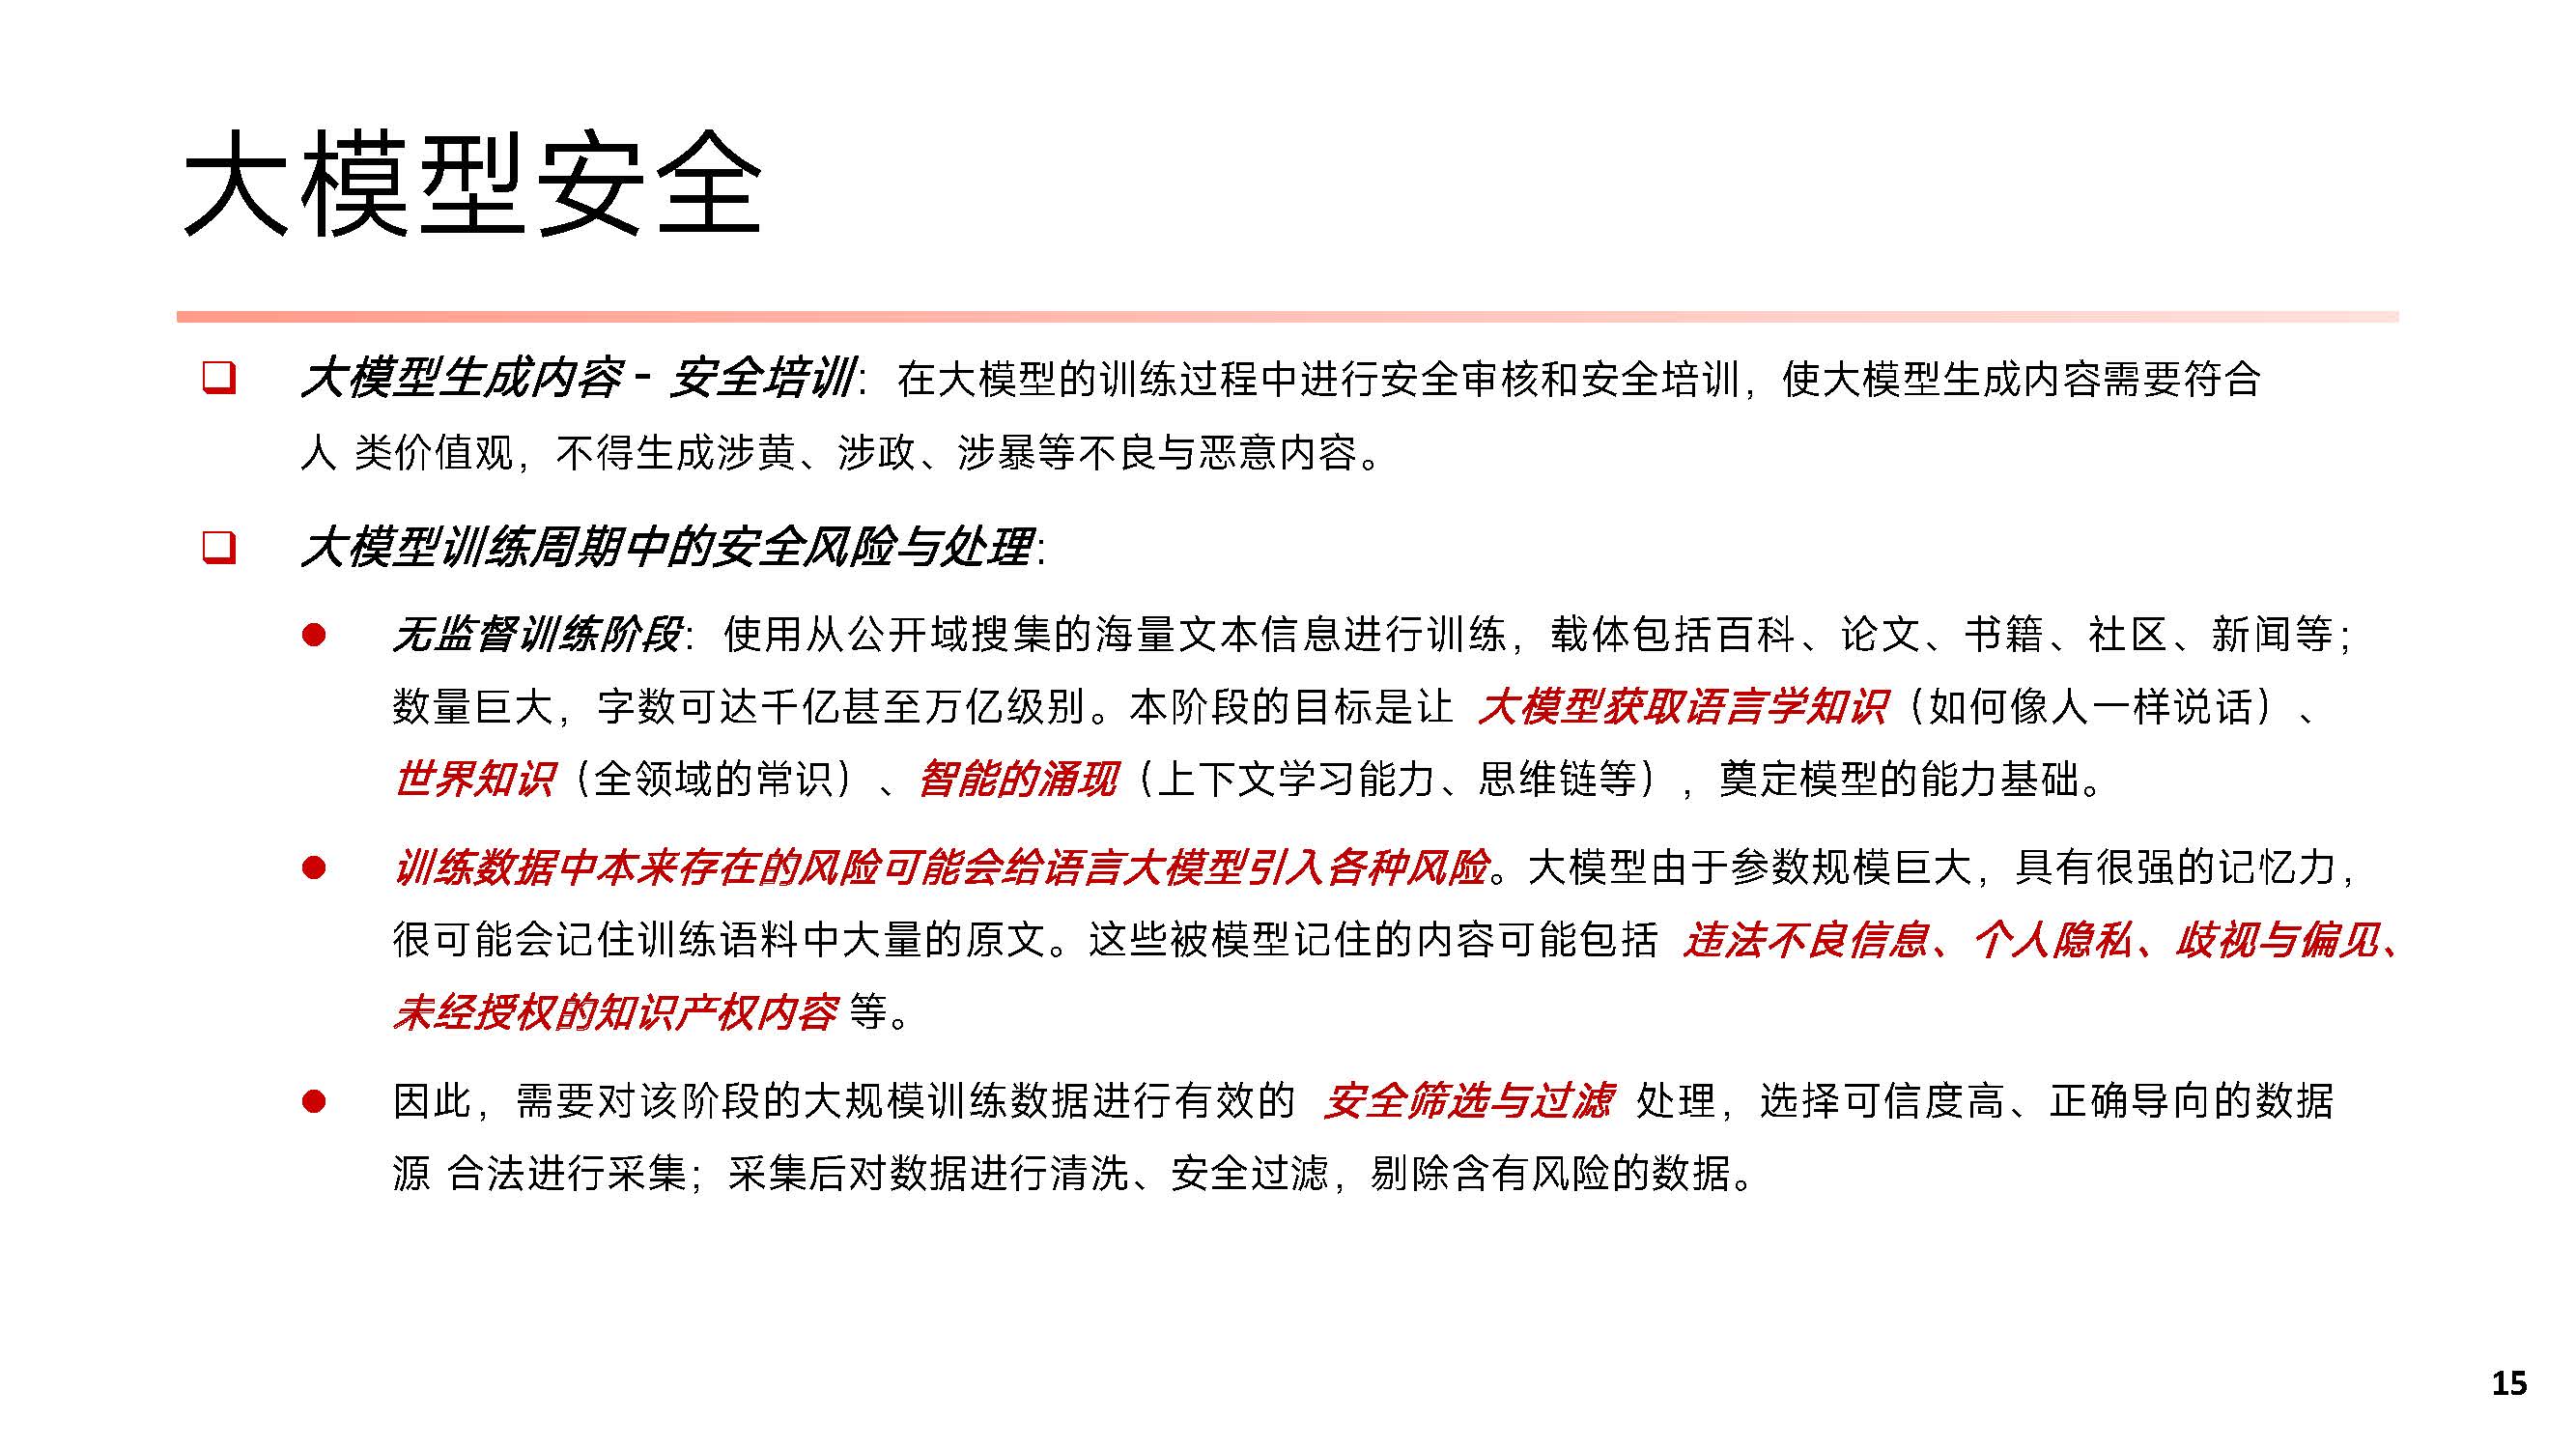 大模型安全
大模型生成内容 - 安全培训：在大模型的训练过程中进行安全审核和安全培训，使大模型生成内容需要符合
人 类价值观，不得生成涉黄、涉政、涉暴等不良与恶意内容。
大模型训练周期中的安全风险与处理：
无监督训练阶段：使用从公开域搜集的海量文本信息进行训练，载体包括百科、论文、书籍、社区、新闻等；
数量巨大，字数可达千亿甚至万亿级别。本阶段的目标是让 大模型获取语言学知识（如何像人一样说话）、
世界知识（全领域的常识）、智能的涌现（上下文学习能力、思维链等），奠定模型的能力基础。
训练数据中本来存在的风险可能会给语言大模型引入各种风险。大模型由于参数规模巨大，具有很强的记忆力，
很可能会记住训练语料中大量的原文。这些被模型记住的内容可能包括 违法不良信息、个人隐私、歧视与偏见、
未经授权的知识产权内容 等。
因此，需要对该阶段的大规模训练数据进行有效的 安全筛选与过滤 处理，选择可信度高、正确导向的数据
源 合法进行采集；采集后对数据进行清洗、安全过滤，剔除含有风险的数据。
15